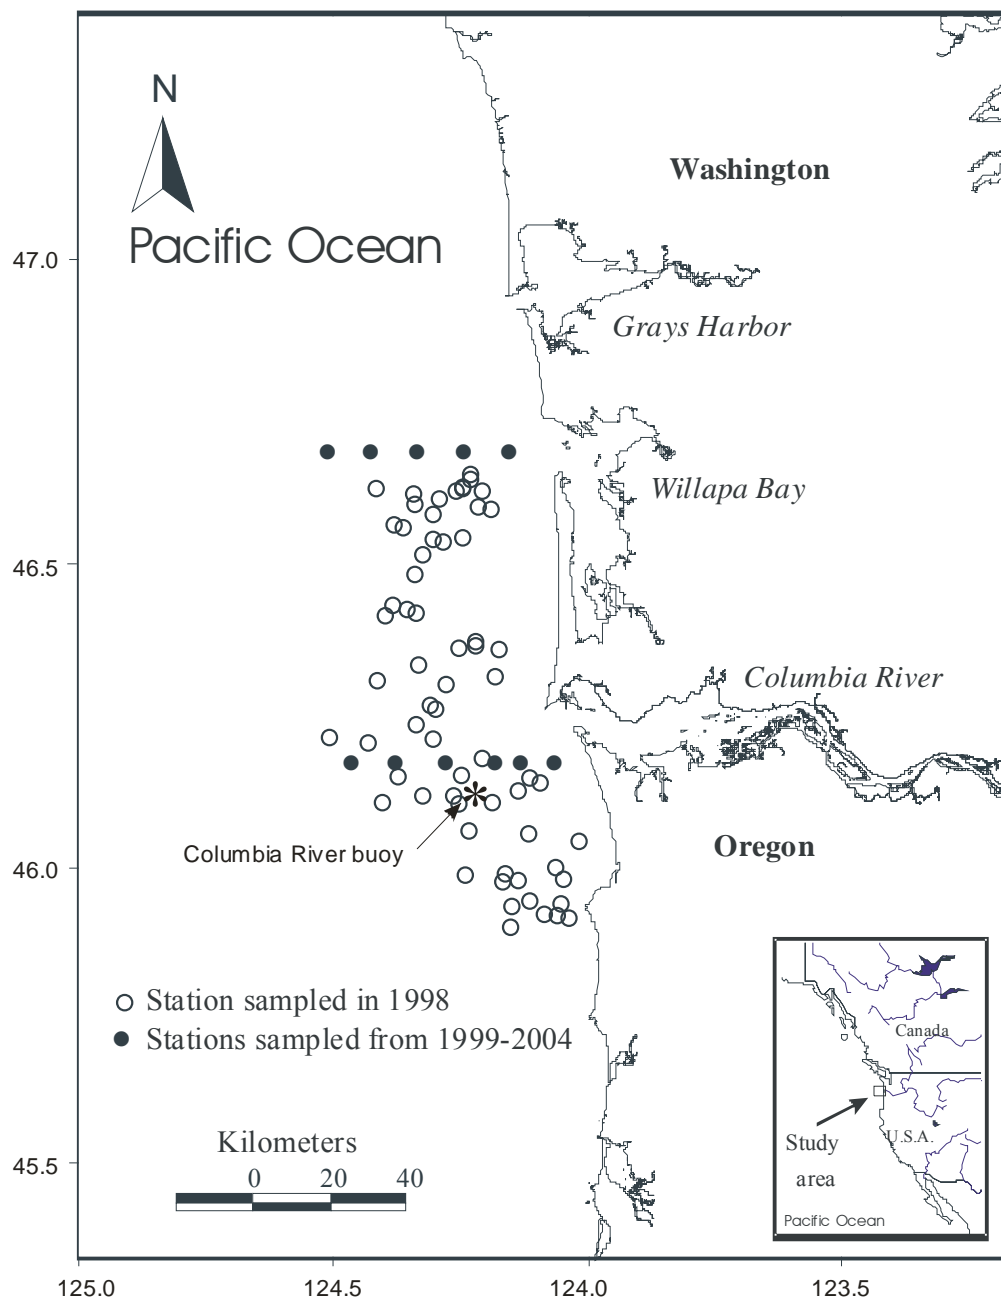 N
Washington
Pacific Ocean
47.0
Grays Harbor
Willapa Bay
46.5
Columbia River
46.0
Oregon
Columbia River buoy
Station sampled in 1998
Stations sampled from 1999-2004
Canada
Kilometers
0 20 40
Study
area
U.S.A.
45.5
Pacific Ocean
125.0 124.5 124.0 123.5